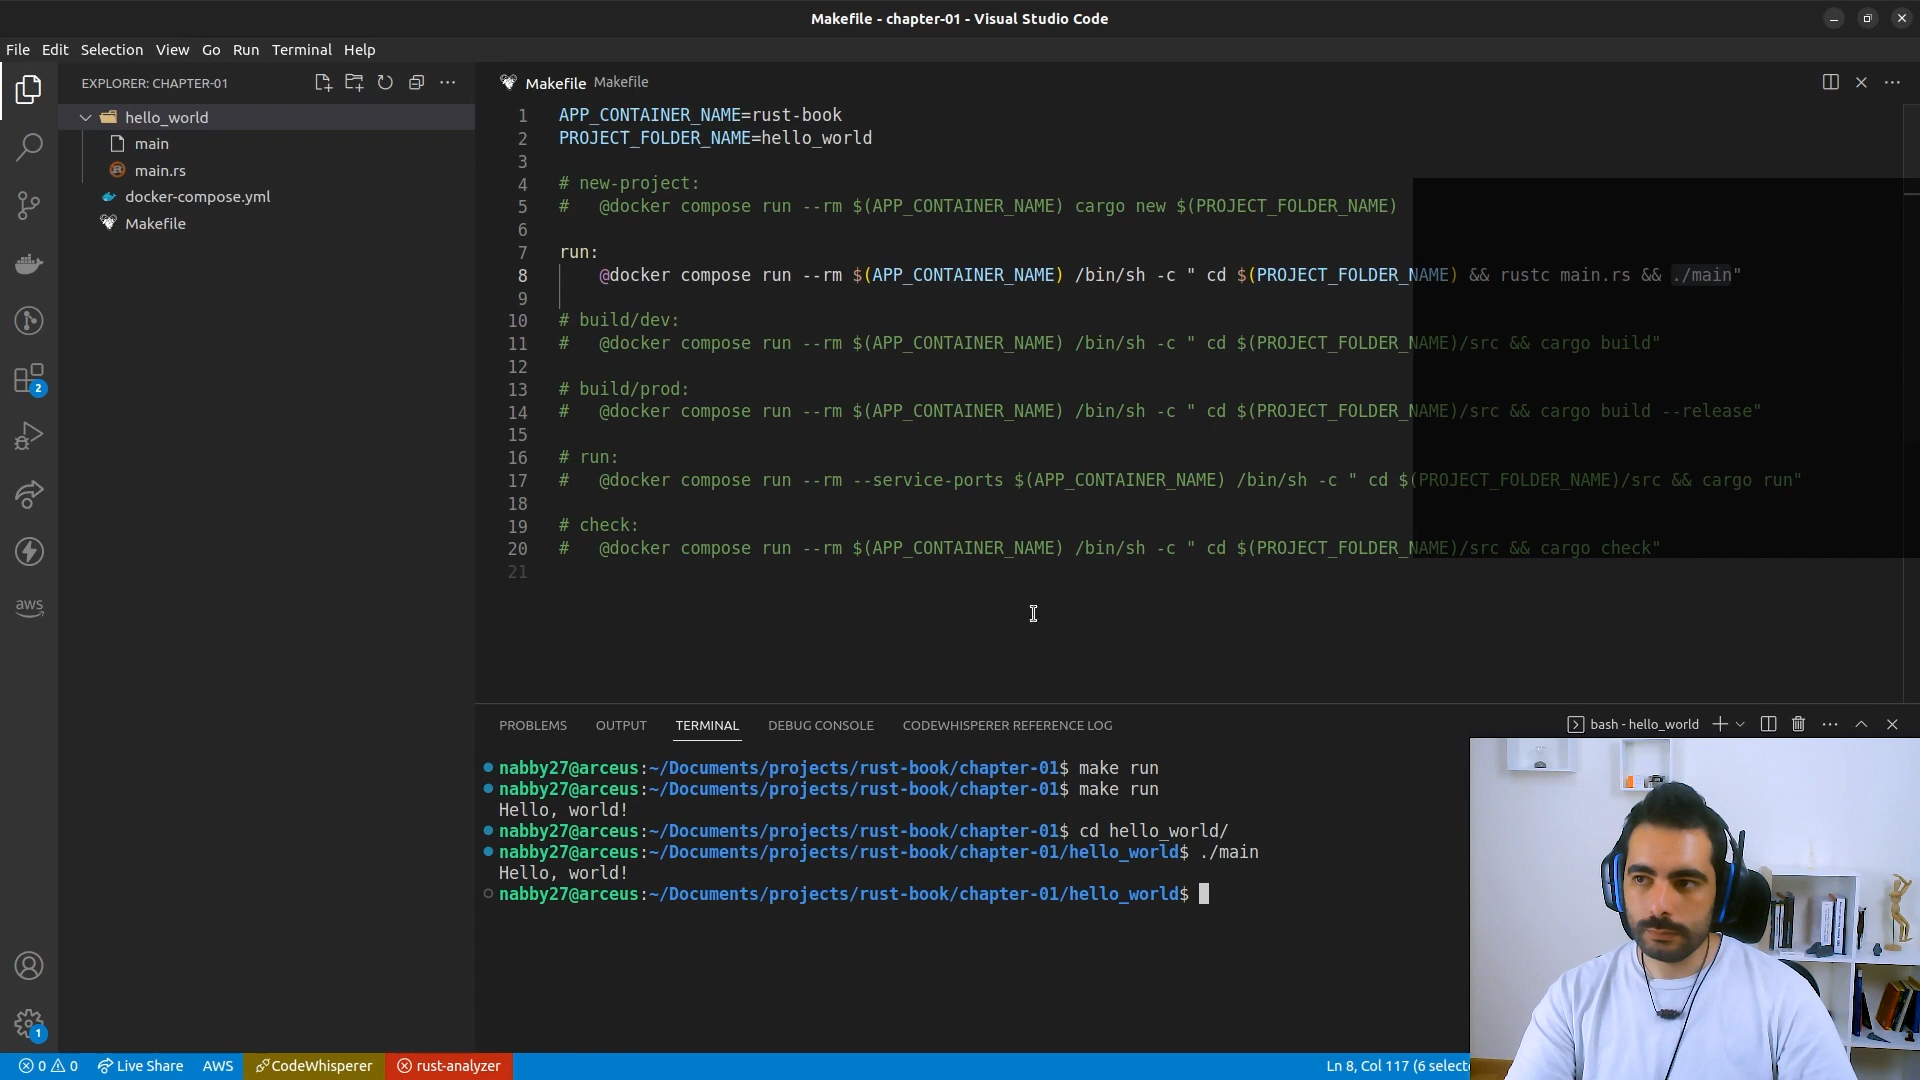 Makefile - chapter-01 - Visual Studio Code
File Edit Selection View Go Run Terminal Help
EXPLORER: CHAPTER-01
hello_world
main
main.rs
docker-compose.yml
Makefile
2
aws
1
Makefile Makefile
1 APP_CONTAINER_NAME=rust-book
2 PROJECT_FOLDER_NAME=hello_world
3
4 # new-project:
5 #   @docker compose run --rm $(APP_CONTAINER_NAME) cargo new $(PROJECT_FOLDER_NAME)
6
7 run:
8     @docker compose run --rm $(APP_CONTAINER_NAME) /bin/sh -c " cd $(PROJECT_FOLDER_NAME) && rustc main.rs && ./main"
9
10 # build/dev:
11 #   @docker compose run --rm $(APP_CONTAINER_NAME) /bin/sh -c " cd $(PROJECT_FOLDER_NAME)/src && cargo build"
12
13 # build/prod:
14 #   @docker compose run --rm $(APP_CONTAINER_NAME) /bin/sh -c " cd $(PROJECT_FOLDER_NAME)/src && cargo build --release"
15
16 # run:
17 #   @docker compose run --rm --service-ports $(APP_CONTAINER_NAME) /bin/sh -c " cd $(PROJECT_FOLDER_NAME)/src && cargo run"
18
19 # check:
20 #   @docker compose run --rm $(APP_CONTAINER_NAME) /bin/sh -c " cd $(PROJECT_FOLDER_NAME)/src && cargo check"
21
PROBLEMS OUTPUT TERMINAL DEBUG CONSOLE CODEWHISPERER REFERENCE LOG
bash - hello_world
nabby27@arceus:~/Documents/projects/rust-book/chapter-01$ make run
nabby27@arceus:~/Documents/projects/rust-book/chapter-01$ make run
Hello, world!
nabby27@arceus:~/Documents/projects/rust-book/chapter-01$ cd hello_world/
nabby27@arceus:~/Documents/projects/rust-book/chapter-01/hello_world$ ./main
Hello, world!
nabby27@arceus:~/Documents/projects/rust-book/chapter-01/hello_world$
0 0 Live Share AWS CodeWhisperer rust-analyzer
Ln 8, Col 117 (6 select